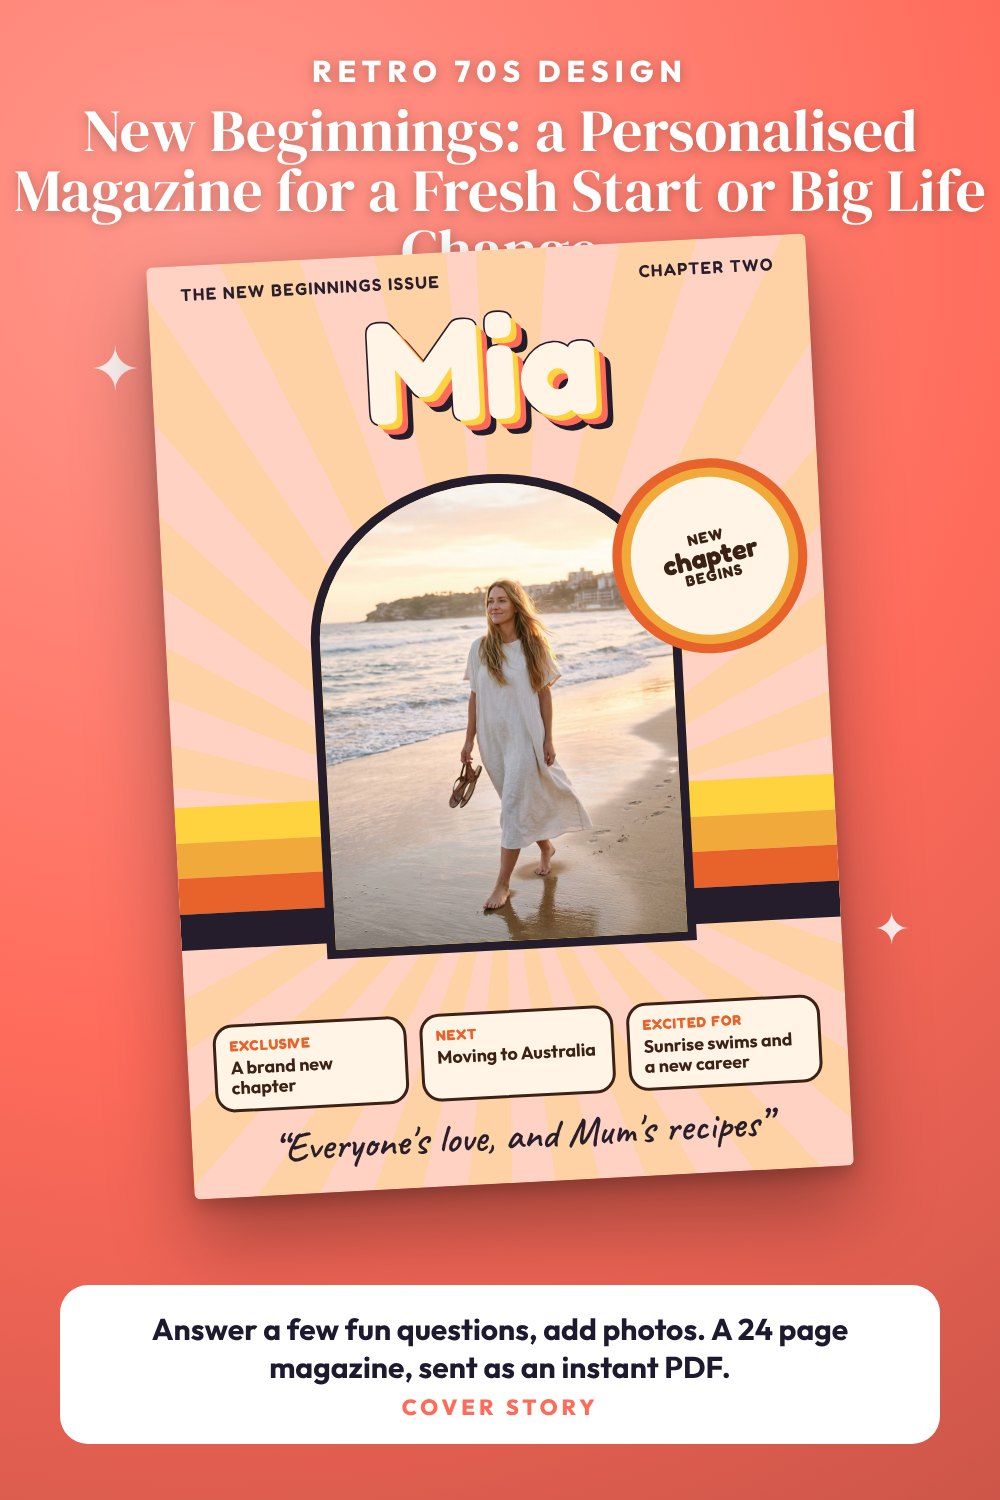 RETRO 70S DESIGN
New Beginnings: a Personalised
Magazine for a Fresh Start or Big Life
Change
THE NEW BEGINNINGS ISSUE
CHAPTER TWO
Mia
NEW
chapter
BEGINS
EXCLUSIVE
A brand new
chapter
NEXT
Moving to Australia
EXCITED FOR
Sunrise swims and
a new career
“Everyone's love, and Mum's recipes”
Answer a few fun questions, add photos. A 24 page
magazine, sent as an instant PDF.
COVER STORY